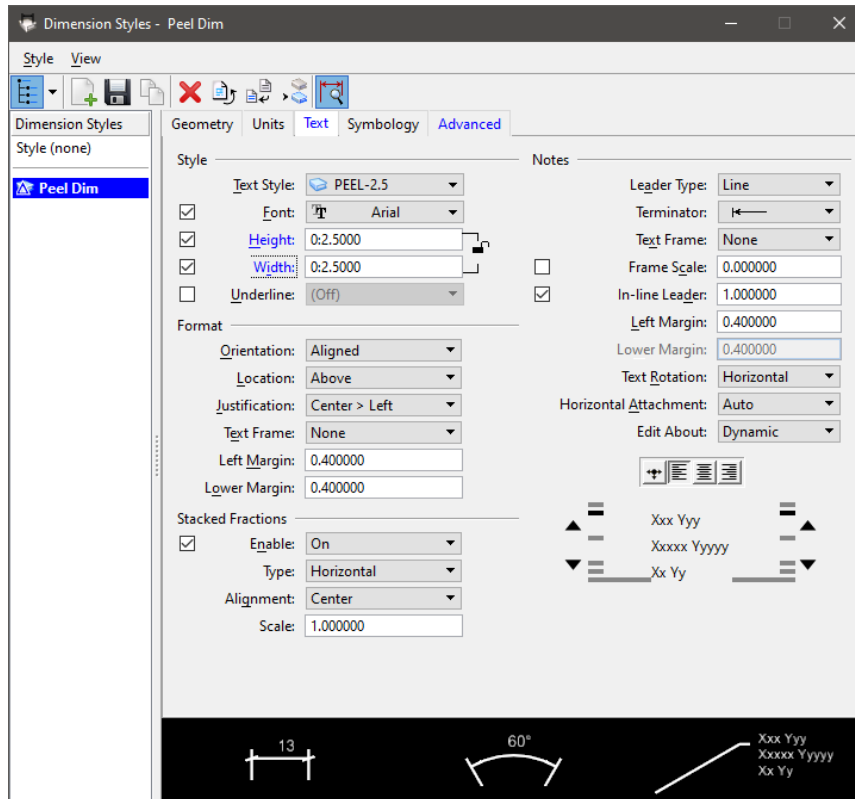 Dimension Styles - Peel Dim
Style View
Dimension Styles
Style (none)
Peel Dim
Geometry Units Text Symbology Advanced
Style
Text Style: PEEL-2.5
Font: Arial
Height: 0:2.5000
Width: 0:2.5000
Underline: (Off)
Format
Orientation: Aligned
Location: Above
Justification: Center > Left
Text Frame: None
Left Margin: 0.400000
Lower Margin: 0.400000
Stacked Fractions
Enable: On
Type: Horizontal
Alignment: Center
Scale: 1.000000
Notes
Leader Type: Line
Terminator:
Text Frame: None
Frame Scale: 0.000000
In-line Leader: 1.000000
Left Margin: 0.400000
Lower Margin: 0.400000
Text Rotation: Horizontal
Horizontal Attachment: Auto
Edit About: Dynamic
Xxx Yyy
Xxxxx Yyyyy
Xx Yy
13
60°
Xxx Yyy
Xxxxx Yyyyy
Xx Yy